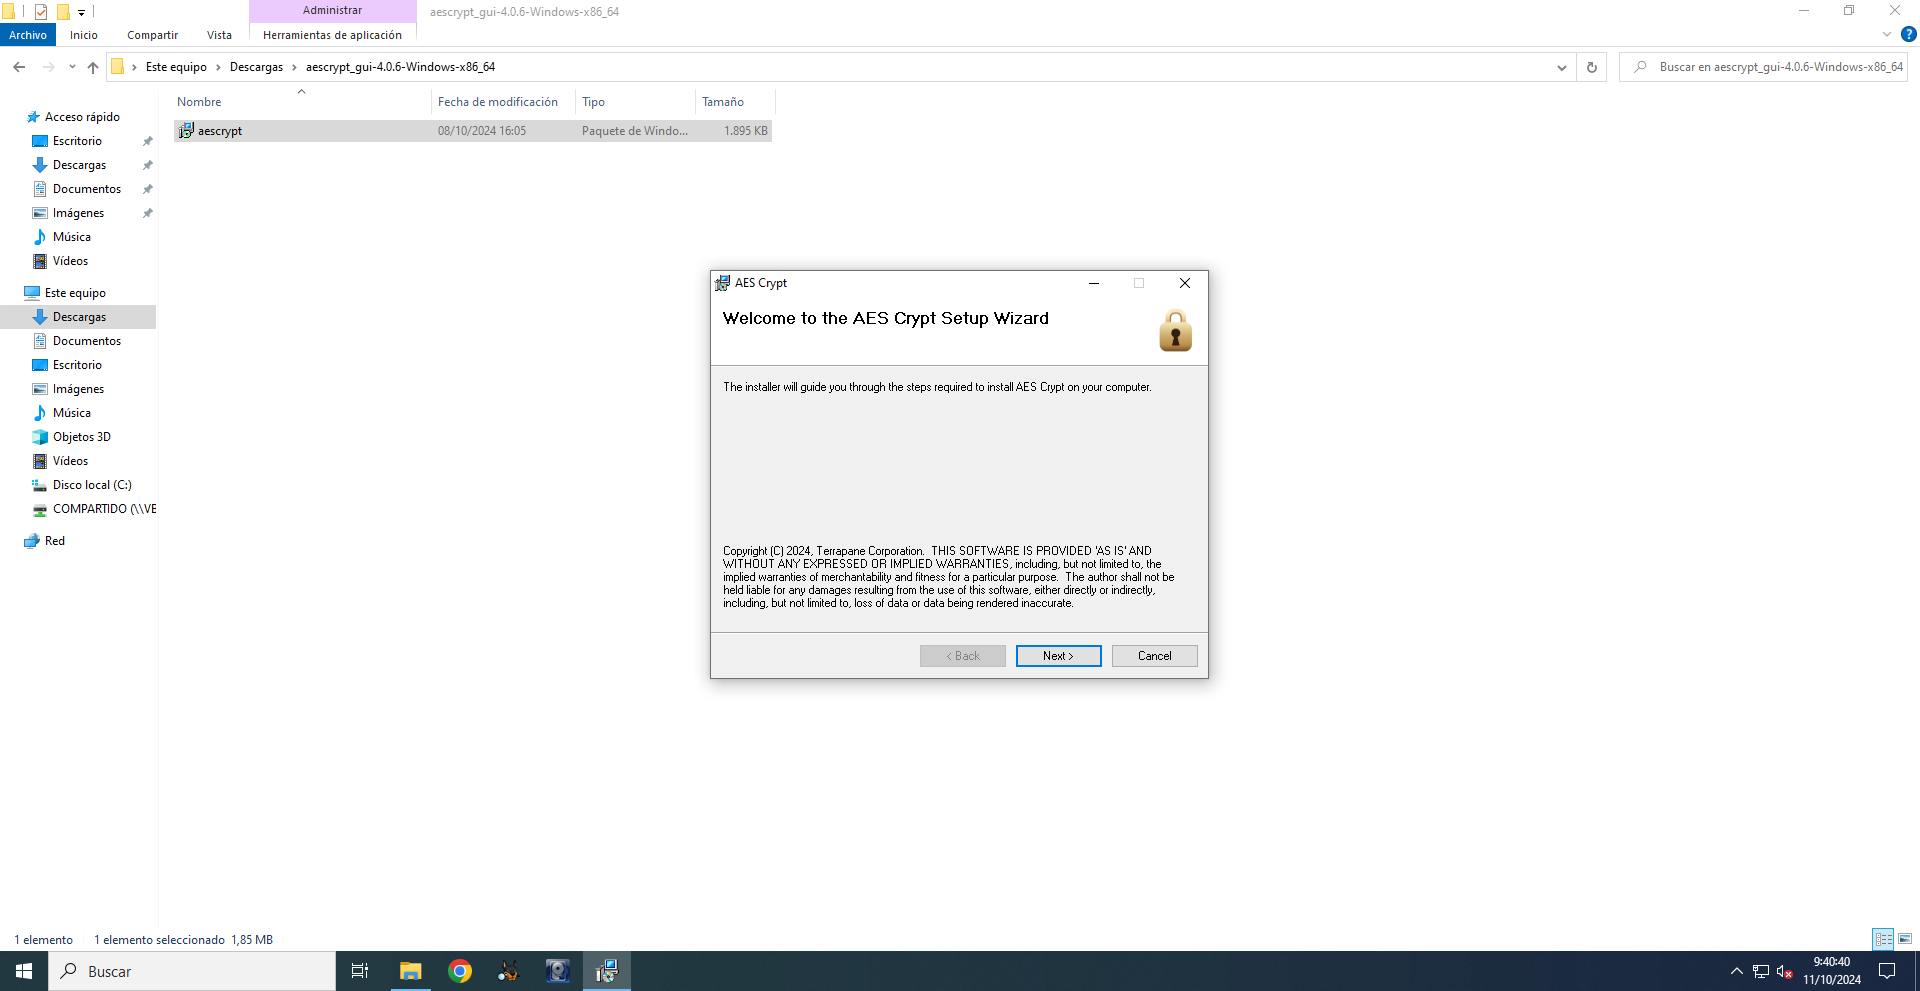 Administrar
aescrypt_gui-4.0.6-Windows-x86_64
Archivo
Inicio
Compartir
Vista
Herramientas de aplicación
Este equipo
Descargas
aescrypt_gui-4.0.6-Windows-x86_64
Buscar en aescrypt_gui-4.0.6-Windows-x86_64
Nombre
Fecha de modificación
Tipo
Tamaño
aescrypt
08/10/2024 16:05
Paquete de Windo...
1.895 KB
Acceso rápido
Escritorio
Descargas
Documentos
Imágenes
Música
Vídeos
Este equipo
Descargas
Documentos
Escritorio
Imágenes
Música
Objetos 3D
Vídeos
Disco local (C:)
COMPARTIDO (\\VE
Red
AES Crypt
Welcome to the AES Crypt Setup Wizard
The installer will guide you through the steps required to install AES Crypt on your computer.
Copyright (C) 2024, Terrapane Corporation.  THIS SOFTWARE IS PROVIDED 'AS IS' AND
WITHOUT ANY EXPRESSED OR IMPLIED WARRANTIES, including, but not limited to, the
implied warranties of merchantability and fitness for a particular purpose.  The author shall not be
held liable for any damages resulting from the use of this software, either directly or indirectly,
including, but not limited to, loss of data or data being rendered inaccurate.
< Back
Next >
Cancel
1 elemento
1 elemento seleccionado  1,85 MB
Buscar
9:40:40
11/10/2024